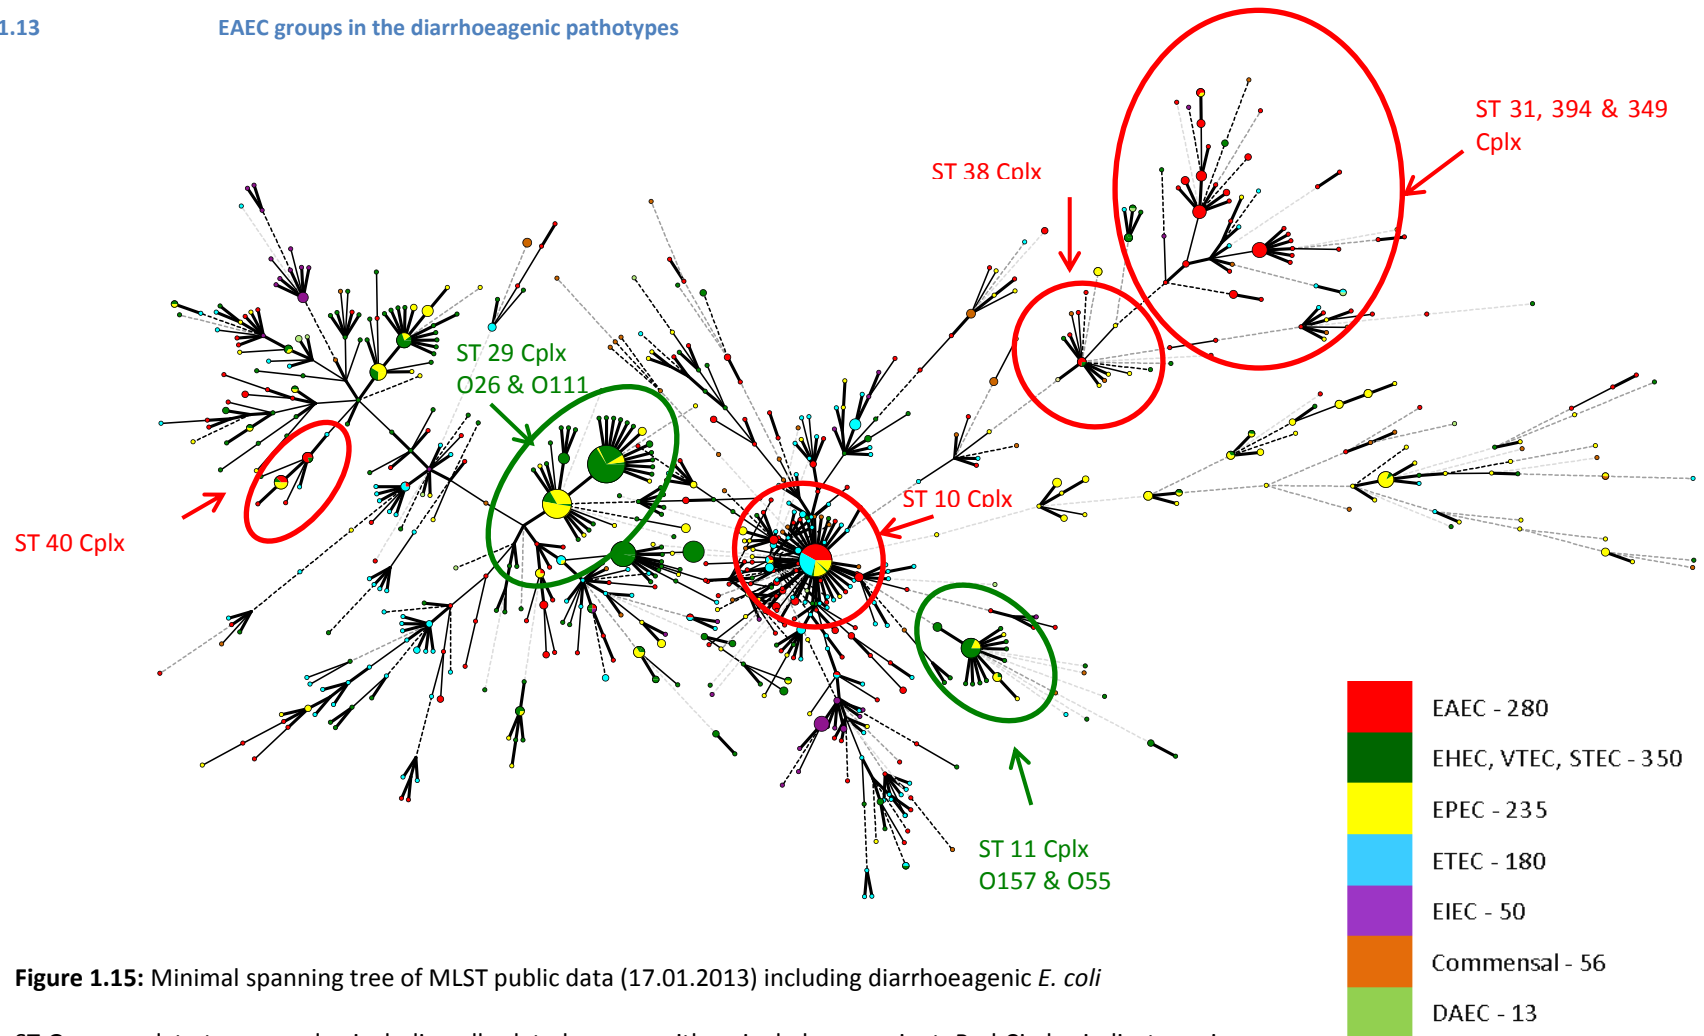 1.13 EAEC groups in the diarrhoeagenic pathotypes
ST 31, 394 & 349
Cplx
ST 38 Cplx
ST 29 Cplx
O26 & O111
ST 10 Cplx
ST 40 Cplx
ST 11 Cplx
O157 & O55
EAEC - 280
EHEC, VTEC, STEC - 350
EPEC - 235
ETEC - 180
EIEC - 50
Commensal - 56
DAEC - 13
Figure 1.15: Minimal spanning tree of MLST public data (17.01.2013) including diarrhoeagenic E. coli